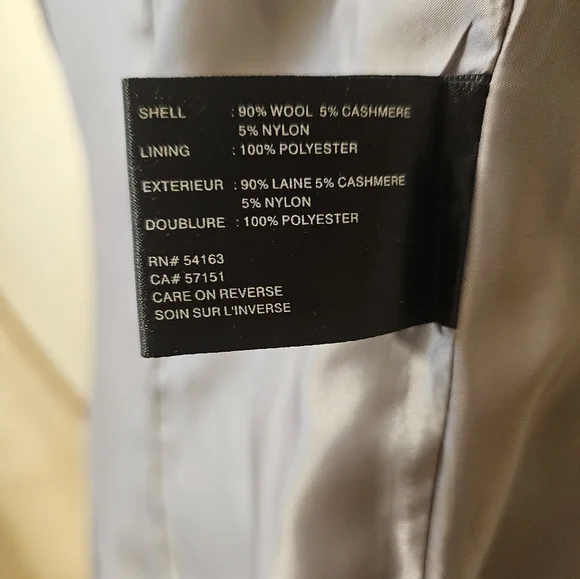 SHELL : 90% WOOL 5% CASHMERE
5% NYLON
LINING : 100% POLYESTER
EXTERIEUR : 90% LAINE 5% CASHMERE
5% NYLON
DOUBLURE : 100% POLYESTER
RN# 54163
CA# 57151
CARE ON REVERSE
SOIN SUR L'INVERSE